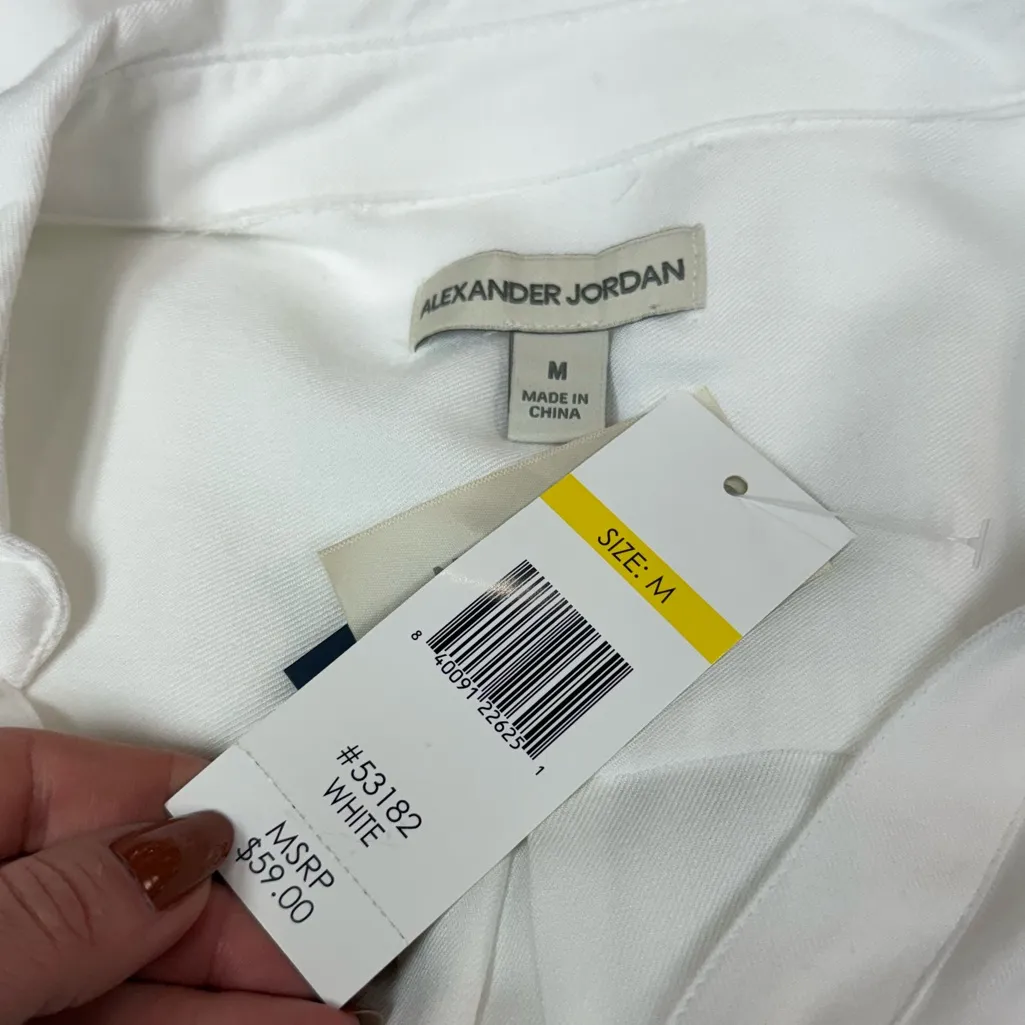 ALEXANDER JORDAN
M
MADE IN
CHINA
SIZE: M
8 40091 22625 1
#53182
WHITE
MSRP
$59.00